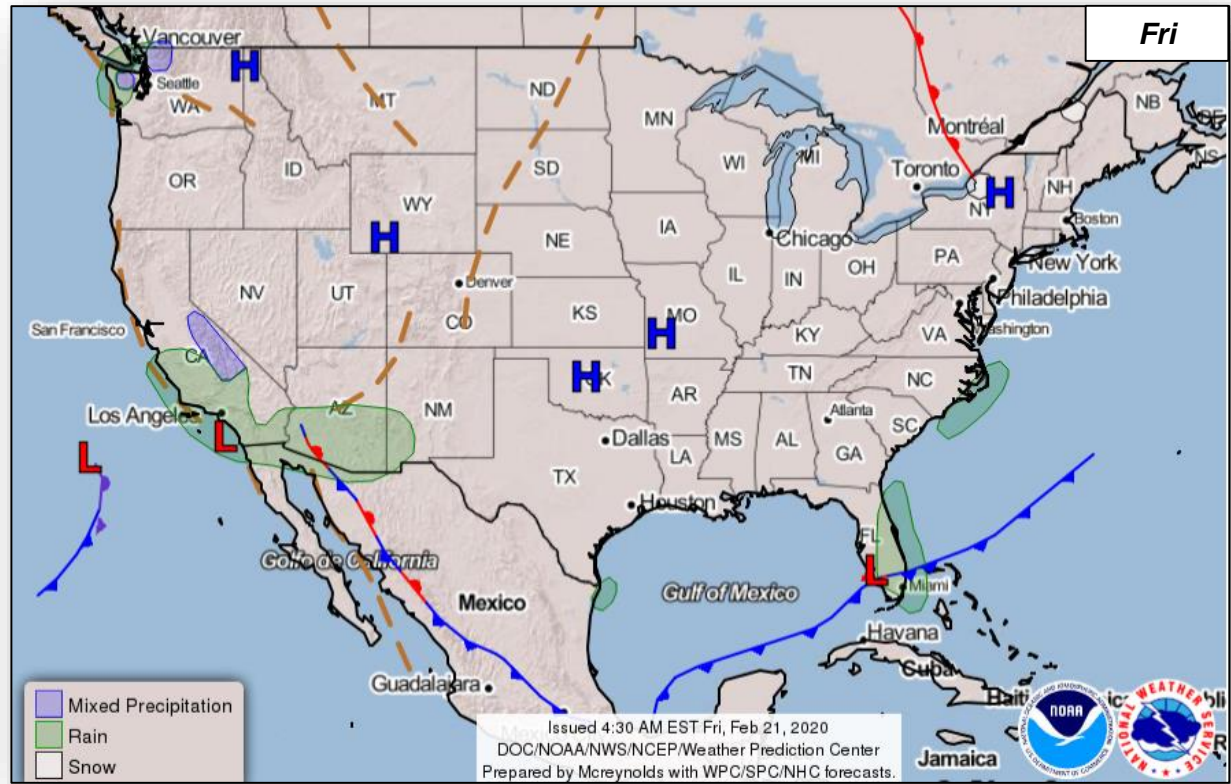 Fri
Vancouver
H
Seattle
WA
MT
ND
MN
Montréal
NB
NS
OR
ID
WY
SD
WI
MI
Toronto
NY
H
NH
Boston
H
NE
IA
Chicago
PA
New York
NV
UT
Denver
IL
IN
OH
Philadelphia
San Francisco
CA
CO
KS
MO
H
KY
VA
Washington
Los Angeles
AZ
NM
H
AR
TN
NC
L
L
Dallas
MS
AL
Atlanta
GA
SC
TX
LA
Houston
FL
Golfo de California
L
Miami
Mexico
Gulf of Mexico
Havana
Cuba
Guadalajara
Jamaica
Mixed Precipitation
Rain
Snow
Issued 4:30 AM EST Fri, Feb 21, 2020
DOC/NOAA/NWS/NCEP/Weather Prediction Center
Prepared by Mcreynolds with WPC/SPC/NHC forecasts.
NOAA
NATIONAL WEATHER SERVICE